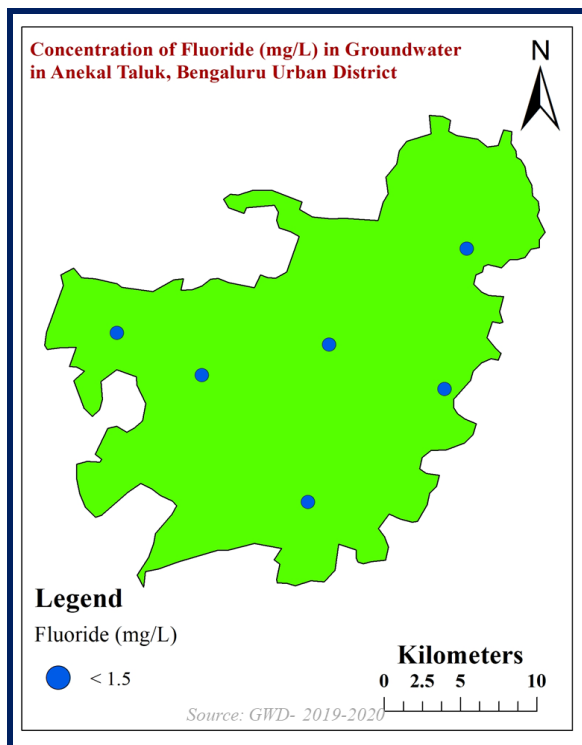 Concentration of Fluoride (mg/L) in Groundwater
in Anekal Taluk, Bengaluru Urban District
N
Legend
Fluoride (mg/L)
< 1.5
Kilometers
0 2.5 5 10
Source: GWD- 2019-2020